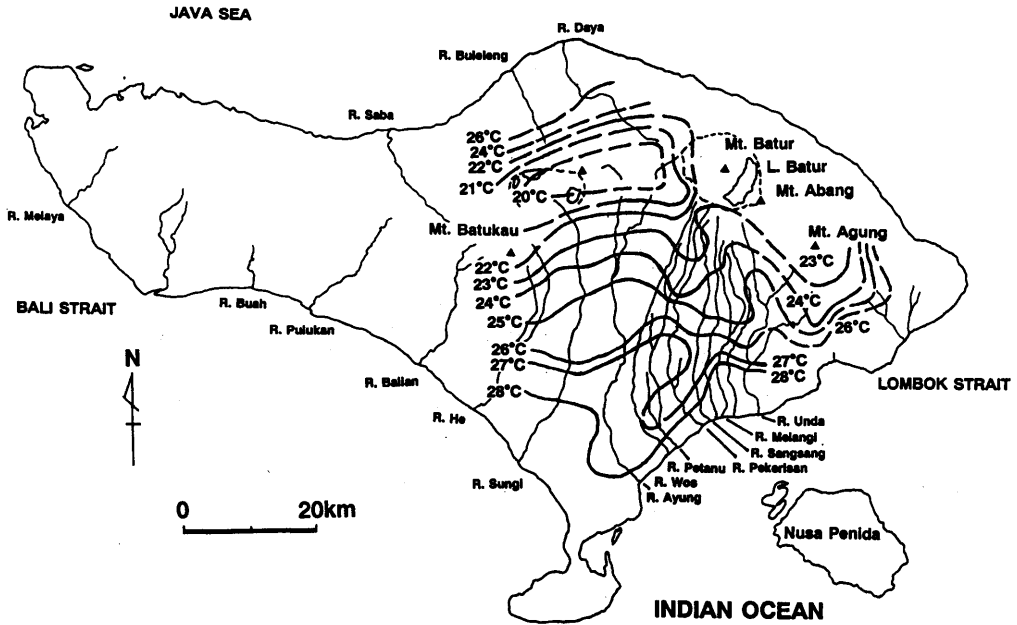 JAVA SEA
R. Daya
R. Buleleng
R. Saba
26°C
24°C
22°C
21°C
20°C
Mt. Batur
L. Batur
Mt. Abang
R. Melaya
Mt. Batukau
Mt. Agung
23°C
22°C
23°C
24°C
25°C
24°C
26°C
BALI STRAIT
R. Buah
R. Pulukan
26°C
27°C
28°C
27°C
28°C
N
R. Balian
LOMBOK STRAIT
R. He
R. Unda
R. Melangi
R. Sangsang
R. Petanu
R. Pekerisan
R. Wos
R. Ayung
R. Sungi
0
20km
Nusa Penida
INDIAN OCEAN